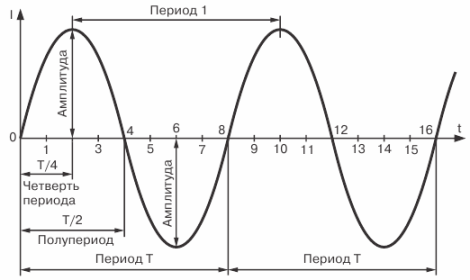 I
Период 1
Амплитуда
4
6
8
12
16
t
0
1
3
5
7
9
10
11
13
14
15
T/4
Четверть
периода
Амплитуда
T/2
Полупериод
Период T
Период T